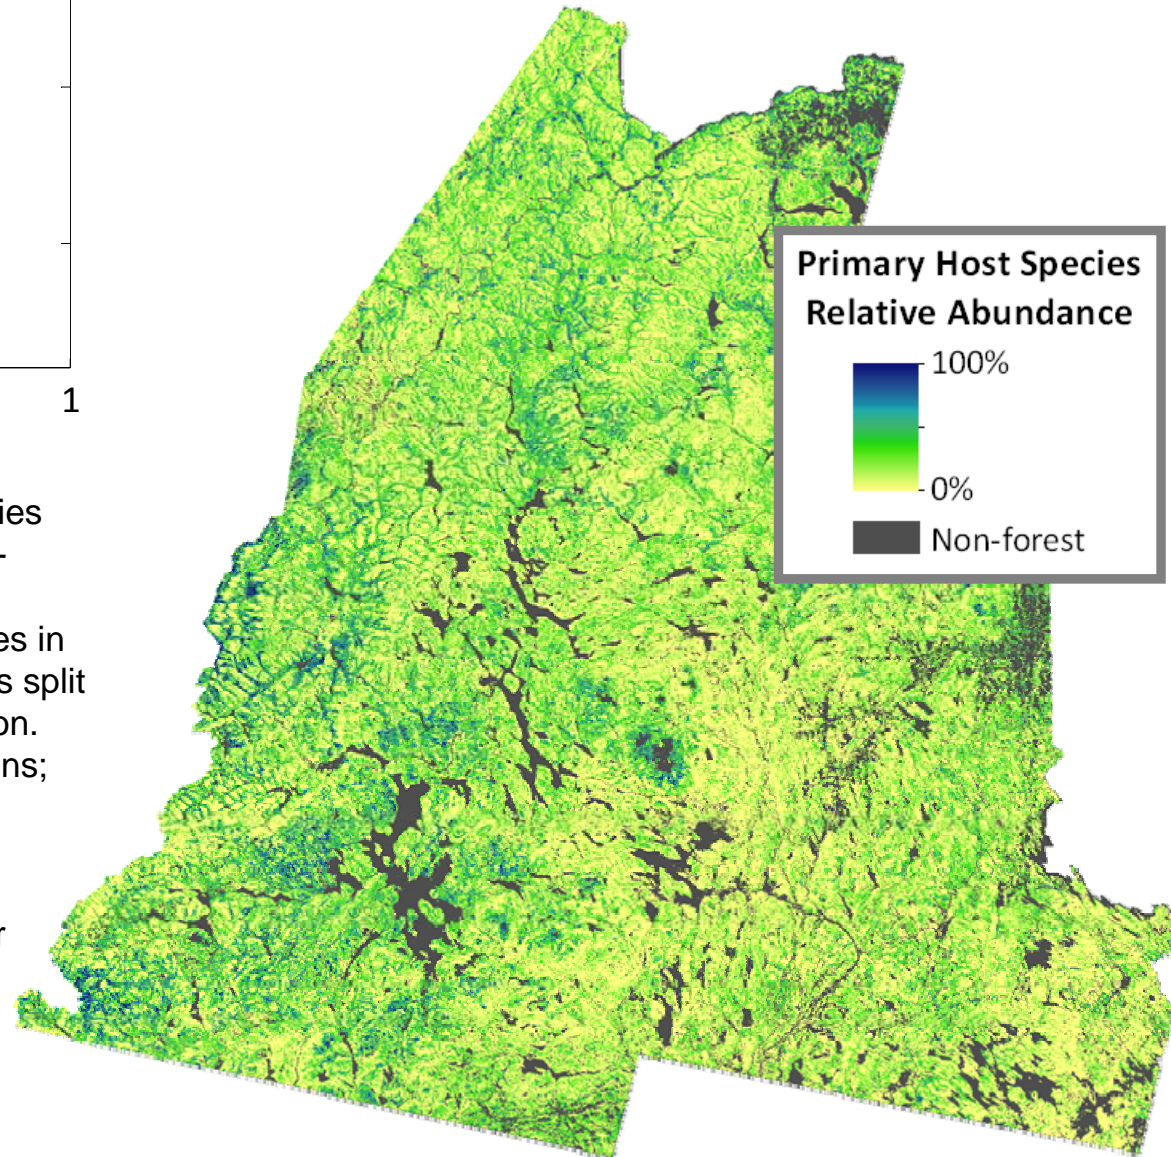 1
ies
-
es in
s split
on.
ns;
r
Primary Host Species
Relative Abundance
100%
0%
Non-forest